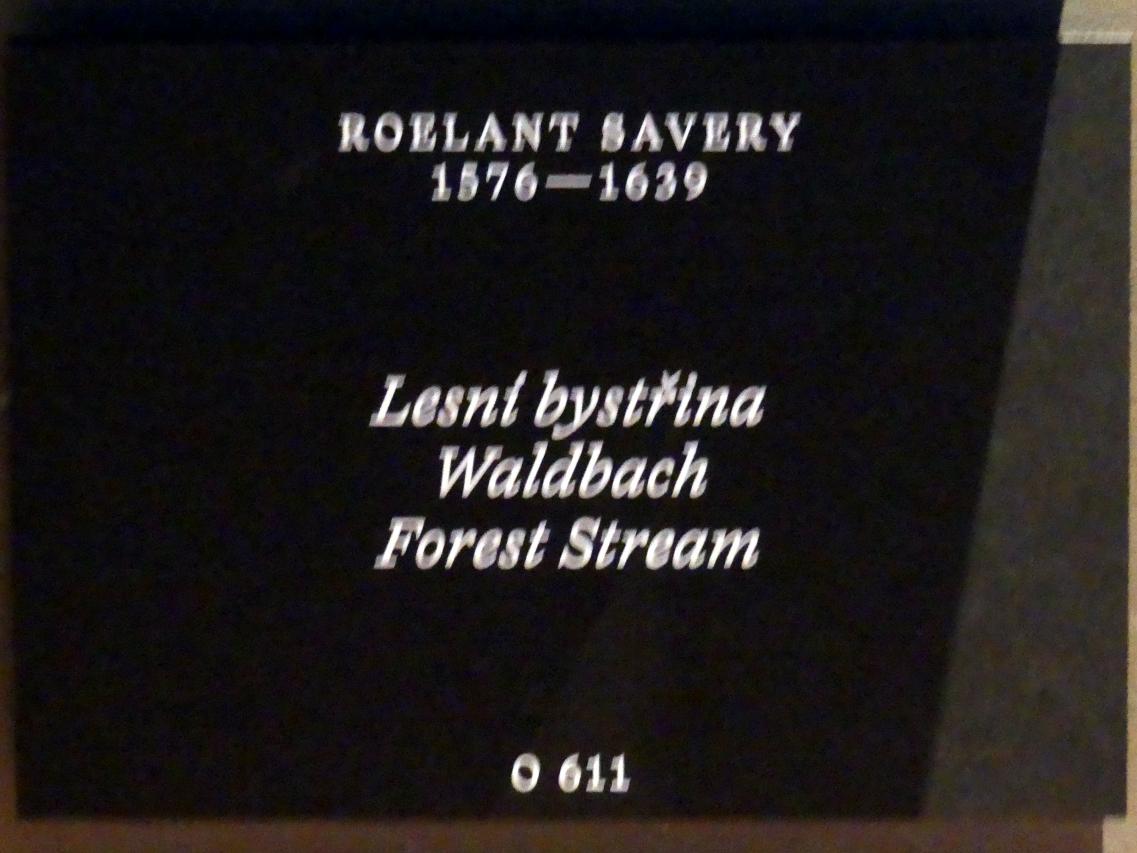 ROELANT SAVERY
1576—1639
Lesní bystřina
Waldbach
Forest Stream
O 611